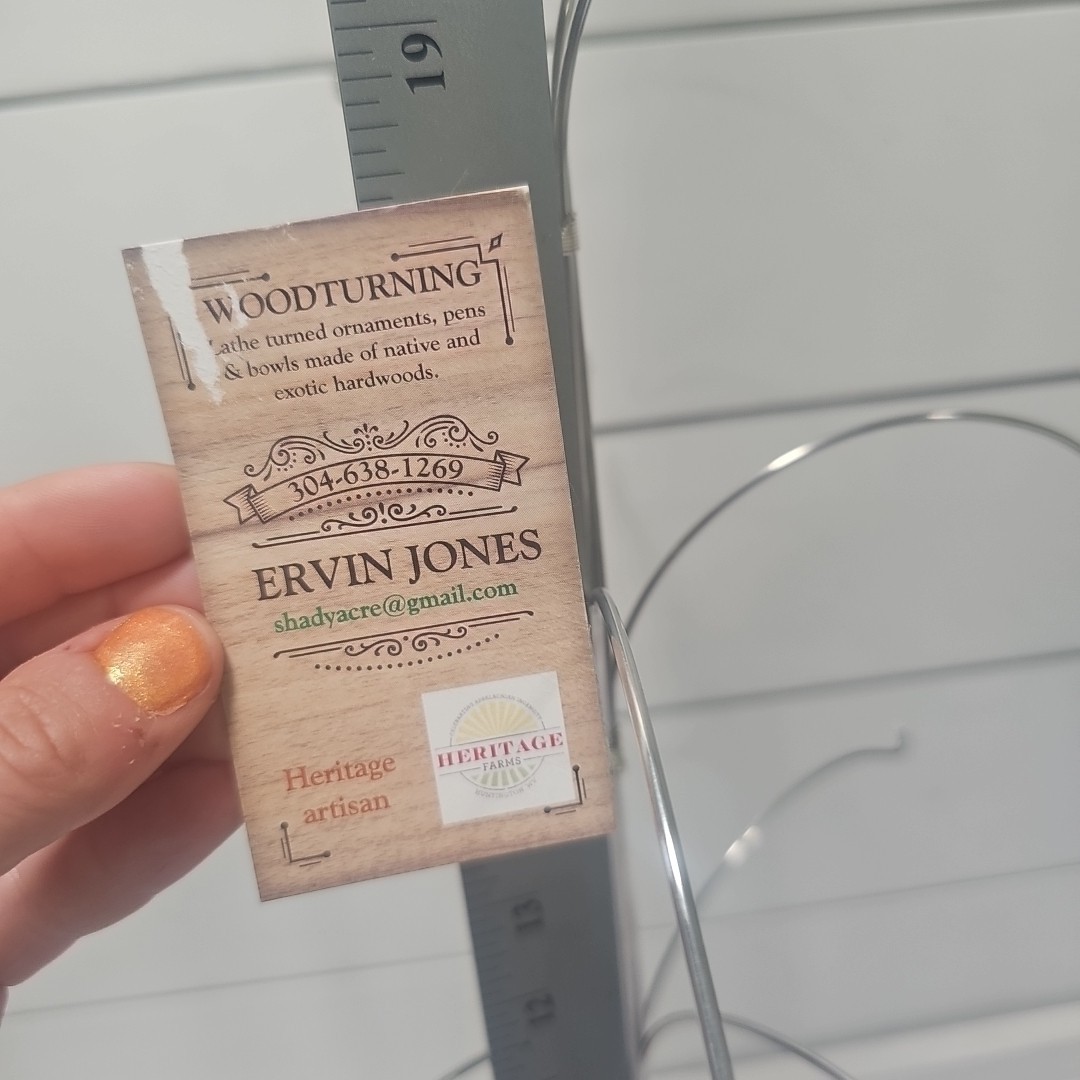 19
WOODTURNING
Lathe turned ornaments, pens
& bowls made of native and
exotic hardwoods.
304-638-1269
ERVIN JONES
shadyacre@gmail.com
Heritage
artisan
HERITAGE
FARMS
13
12